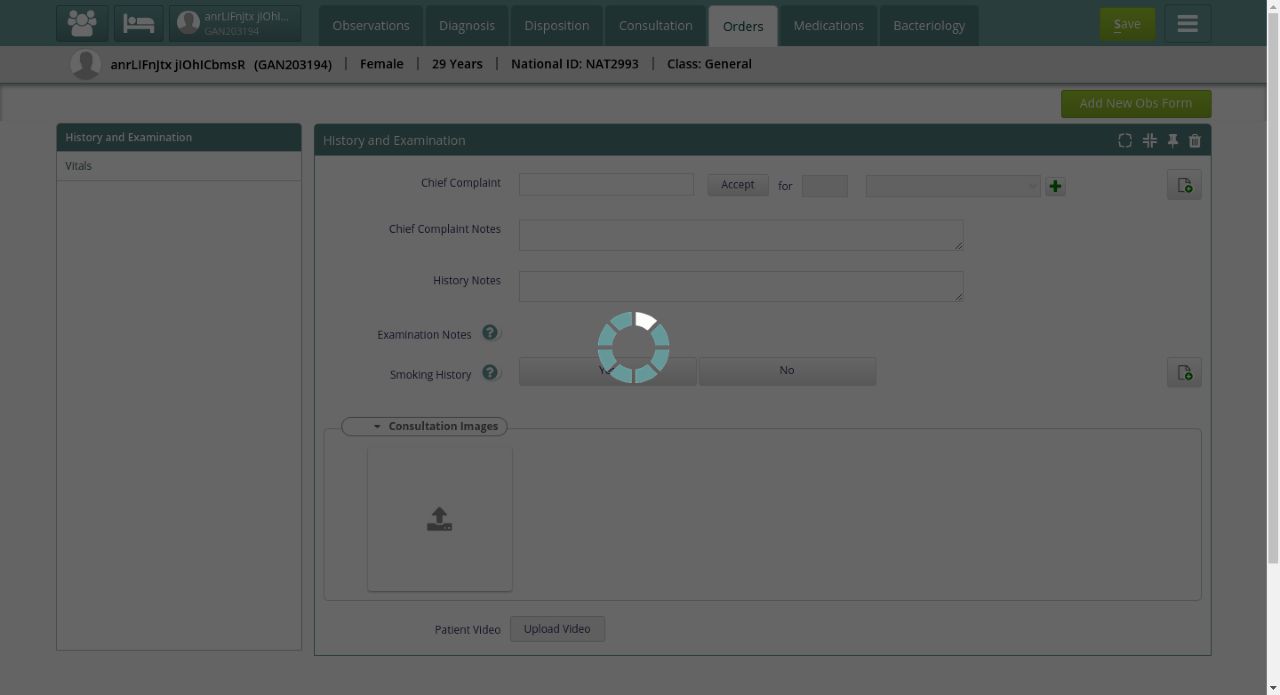 anrLIFnJtx jIOhl...
GAN203194
Observations
Diagnosis
Disposition
Consultation
Orders
Medications
Bacteriology
Save
anrLIFnJtx jIOhICbmsR (GAN203194) | Female | 29 Years | National ID: NAT2993 | Class: General
Add New Obs Form
History and Examination
Vitals
History and Examination
Chief Complaint
Accept
for
Chief Complaint Notes
History Notes
Examination Notes
Smoking History
No
Consultation Images
Patient Video
Upload Video